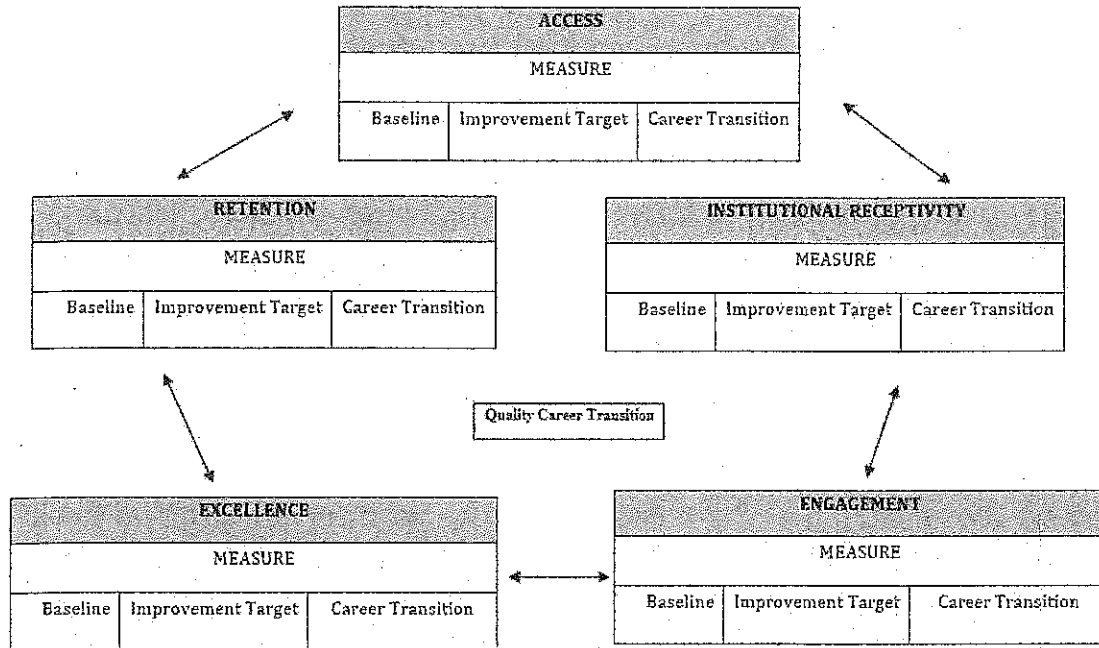 ACCESS
MEASURE
Baseline Improvement Target Career Transition
RETENTION
MEASURE
Baseline Improvement Target Career Transition
INSTITUTIONAL RECEPTIVITY
MEASURE
Baseline Improvement Target Career Transition
Quality Career Transition
EXCELLENCE
MEASURE
Baseline Improvement Target Career Transition
ENGAGEMENT
MEASURE
Baseline Improvement Target Career Transition